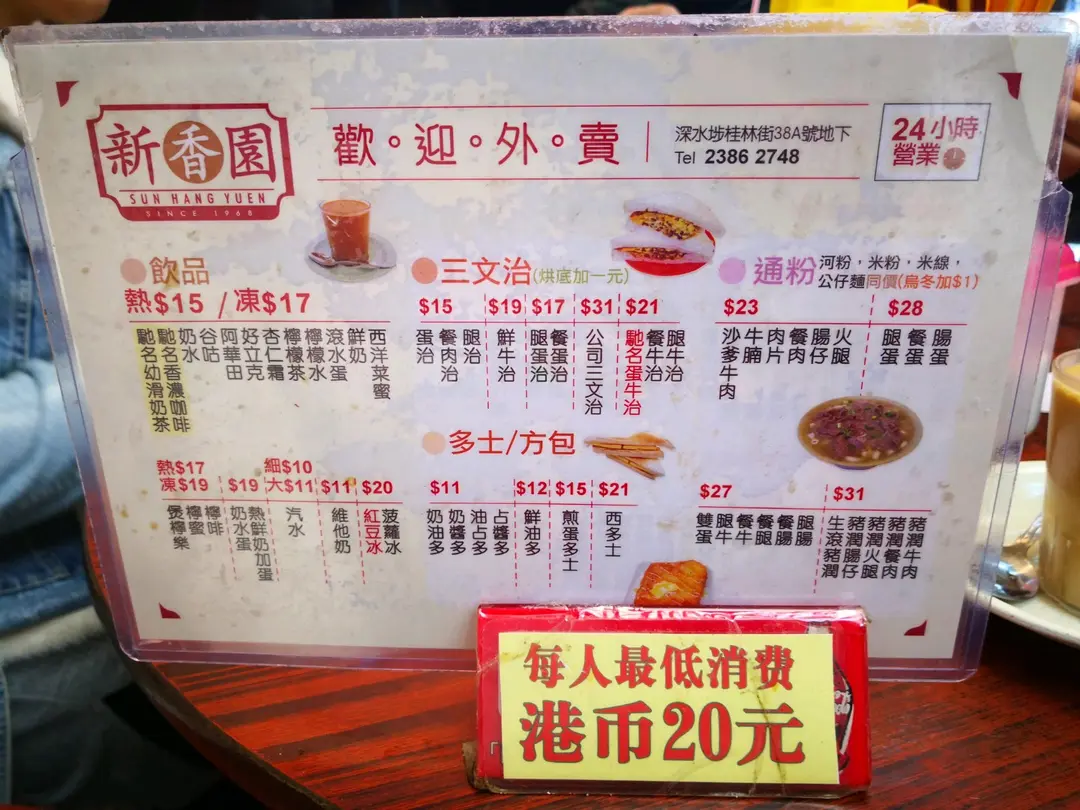 新香園
SUN HANG YUEN
SINCE 1968
歡。迎。外。賣
深水埗桂林街38A號地下
Tel 2386 2748
24小時
營業
飲品
熱$15 / 凍$17
馳名幼滑奶茶
馳名香濃咖啡
奶水
谷咕
阿華田
好立克
杏仁霜
檸檬茶
檸檬水
滾水蛋
鮮奶
西洋菜蜜
熱$17
凍$19
煲檸樂
檸蜜
檸啡
$19
奶水蛋
熱鮮奶加蛋
細$10
大$11
汽水
$11
維他奶
$20
紅豆冰
菠蘿冰
三文治(烘底加一元)
$15
蛋治
餐肉治
腿治
$19
鮮牛治
$17
腿蛋治
餐蛋治
$31
公司三文治
$21
馳名蛋牛治
餐牛治
腿牛治
多士/方包
$11
奶油多
奶醬多
油占多
占醬多
$12
鮮油多
$15
煎蛋多士
$21
西多士
通粉
河粉，米粉，米線，
公仔麵同價(烏冬加$1)
$23
沙爹牛肉
牛腩
肉片
餐肉
腸仔
火腿
$28
腿蛋
餐蛋
腸蛋
$27
雙蛋
腿牛
餐牛
餐腿
餐腸
腿腸
$31
生滾豬潤
豬潤腸仔
豬潤火腿
豬潤餐肉
豬潤牛肉
每人最低消费
港币20元